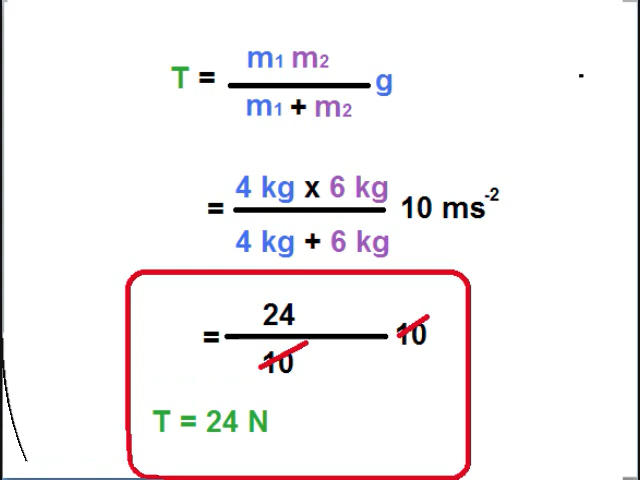 T = m₁ m₂ / m₁ + m₂ g
= 4 kg x 6 kg / 4 kg + 6 kg 10 ms⁻²
= 24 / 10 10
T = 24 N